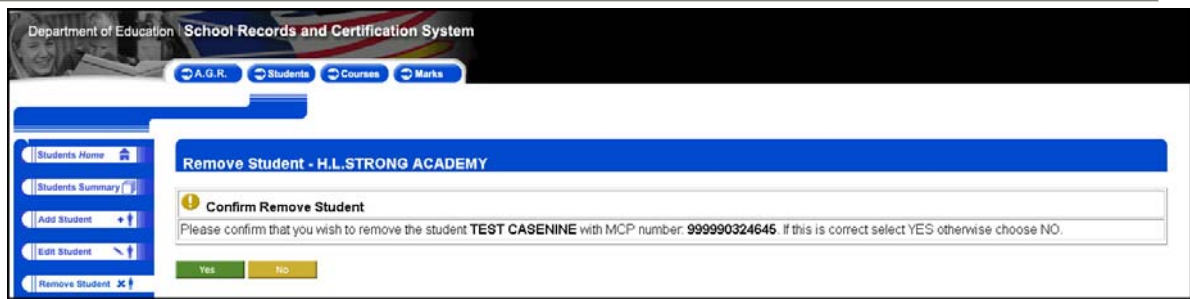 Department of Education School Records and Certification System
A.G.R. Students Courses Marks
Students Home
Remove Student - H.L.STRONG ACADEMY
Students Summary
Confirm Remove Student
Add Student
Please confirm that you wish to remove the student TEST CASENINE with MCP number: 999990324645. If this is correct select YES otherwise choose NO.
Edit Student
Yes No
Remove Student